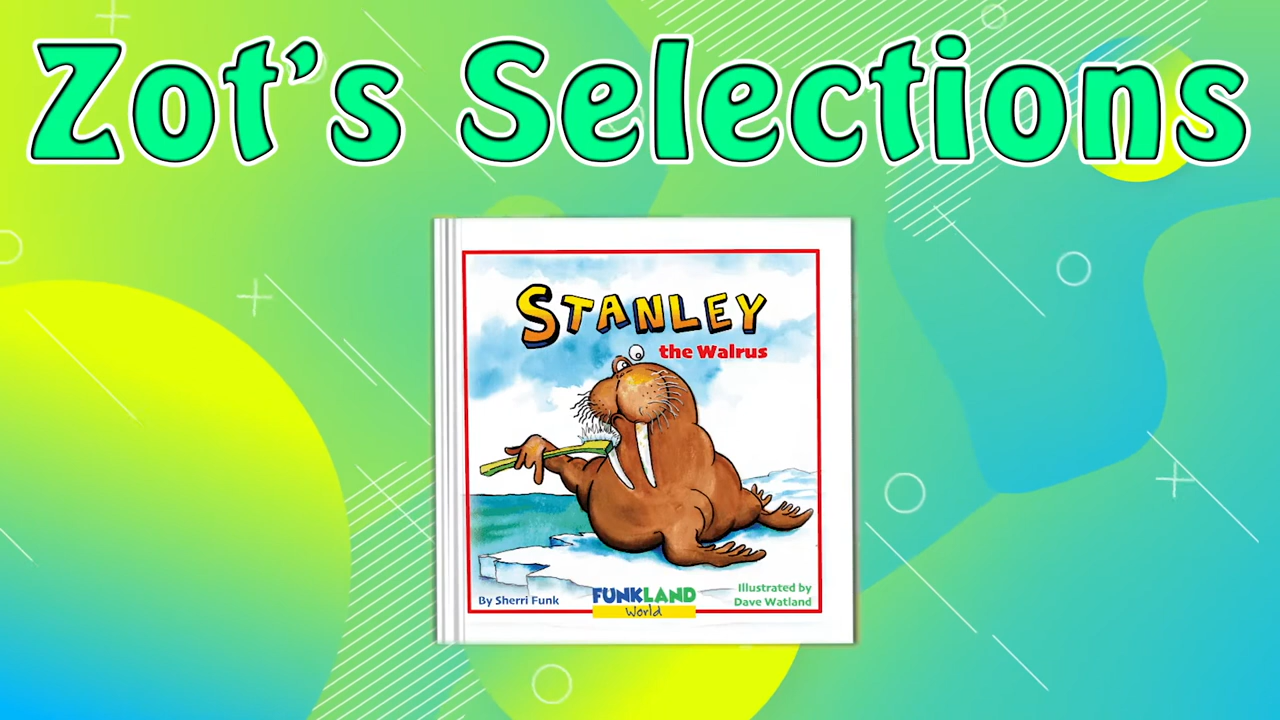 Zot's Selections
STANLEY
the Walrus
By Sherri Funk
FUNKLAND
World
Illustrated by
Dave Watland